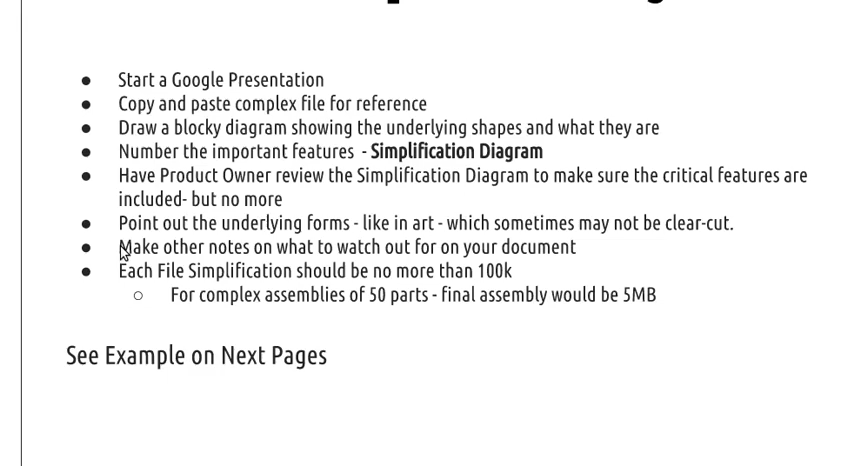 ● Start a Google Presentation
● Copy and paste complex file for reference
● Draw a blocky diagram showing the underlying shapes and what they are
● Number the important features - Simplification Diagram
● Have Product Owner review the Simplification Diagram to make sure the critical features are
included- but no more
● Point out the underlying forms - like in art - which sometimes may not be clear-cut.
● Make other notes on what to watch out for on your document
● Each File Simplification should be no more than 100k
○ For complex assemblies of 50 parts - final assembly would be 5MB
See Example on Next Pages